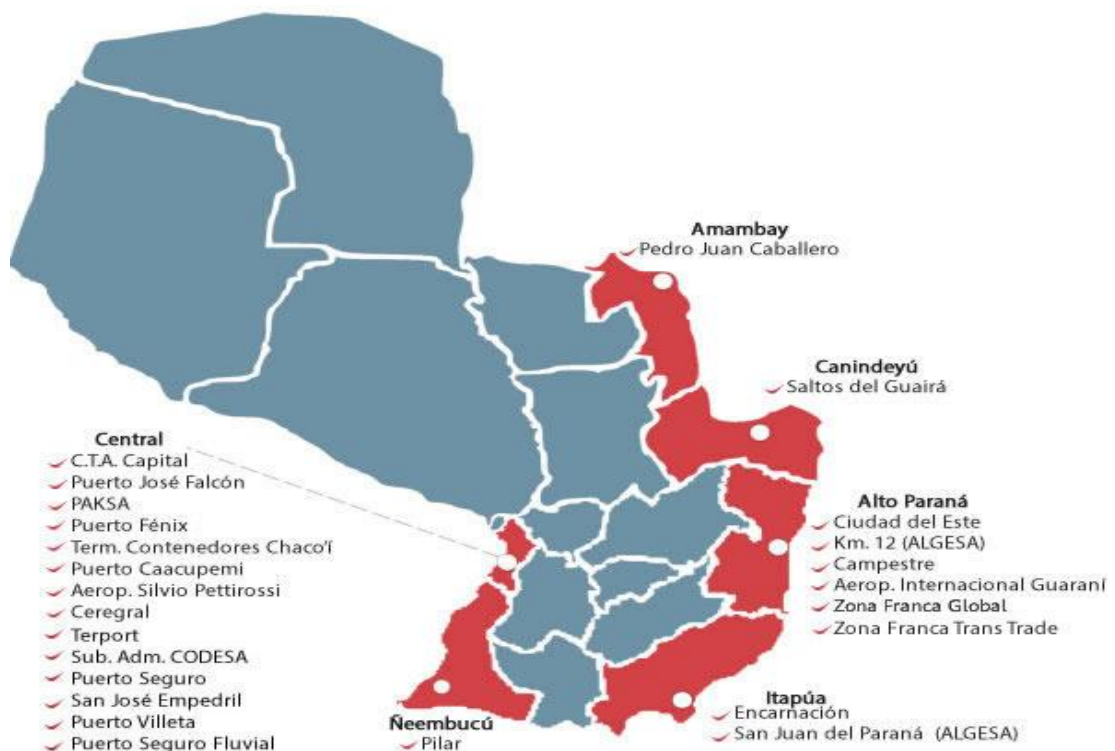 Amambay
Pedro Juan Caballero
Canindeyú
Saltos del Guairá
Central
C.T.A. Capital
Puerto José Falcón
PAKSA
Puerto Fénix
Term. Contenedores Chaco'í
Puerto Caacupemi
Aerop. Silvio Pettirossi
Ceregral
Terport
Sub. Adm. CODESA
Puerto Seguro
San José Empedril
Puerto Villeta
Puerto Seguro Fluvial
Alto Paraná
Ciudad del Este
Km. 12 (ALGESA)
Campestre
Aerop. Internacional Guaraní
Zona Franca Global
Zona Franca Trans Trade
Itapúa
Encarnación
San Juan del Paraná (ALGESA)
Ñeembucú
Pilar